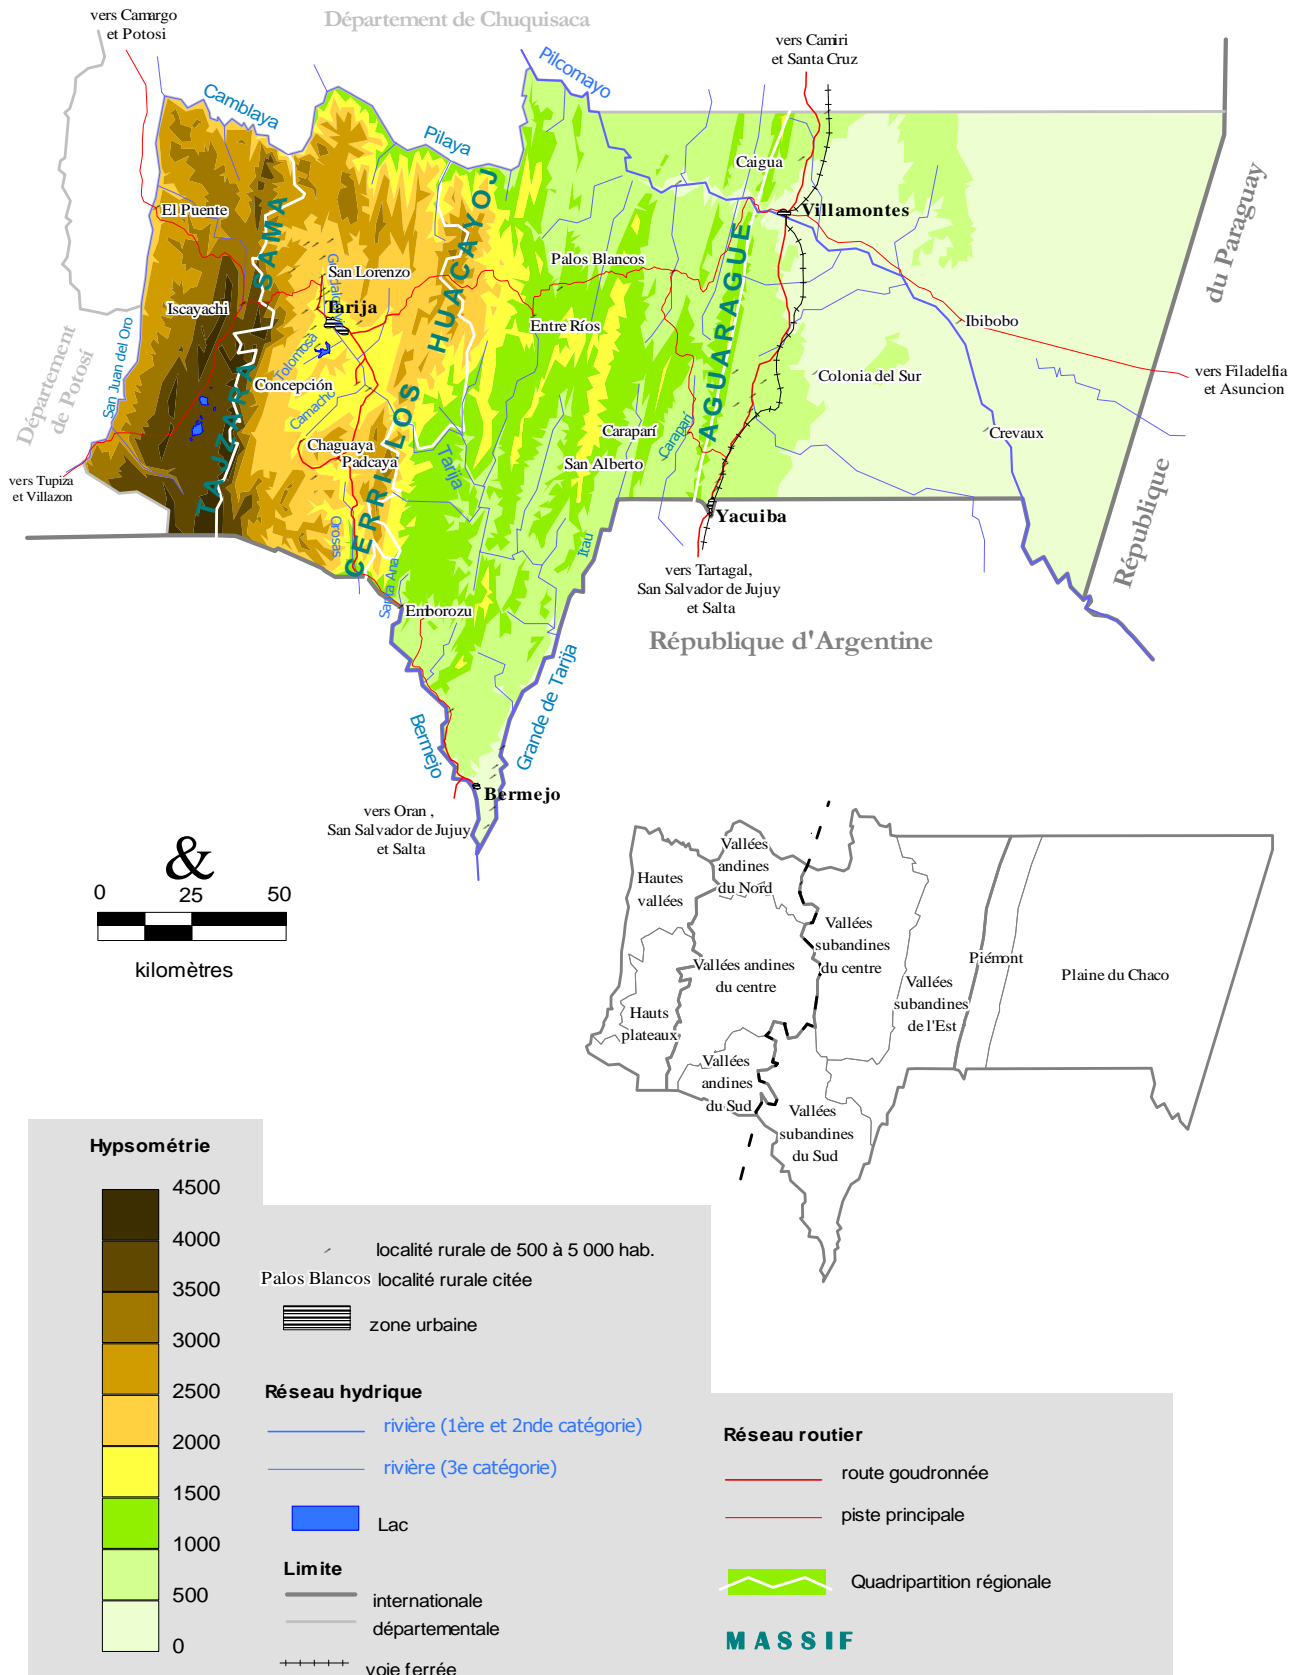 vers Camargo
et Potosi
Département de Chuquisaca
vers Camiri
et Santa Cruz
Pilcomayo
Camblaya
Pilaya
Caigua
El Puente
Villamontes
du Paraguay
SAMA
HUACAYOJ
AGUARAGUE
Palos Blancos
San Lorenzo
Guadalquivir
Tarija
Iscayachi
Entre Ríos
Ibibobo
San Juan del Oro
Département
de Potosí
Tolomosa
Concepción
Camacho
Colonia del Sur
vers Filadelfia
et Asuncion
TAJZARA
CERRILLOS
Chaguaya
Padcaya
Tarija
Caraparí
San Alberto
Caraparí
Crevaux
vers Tupiza
et Villazon
Yacuiba
Orosas
Santa Ana
Itau
République
vers Tartagal,
San Salvador de Jujuy
et Salta
Emborozu
République d'Argentine
Bermejo
Grande de Tarija
Bermejo
vers Oran ,
San Salvador de Jujuy
et Salta
&
0 25 50
kilomètres
Vallées
andines
du Nord
Hautes
vallées
Vallées
subandines
du centre
Vallées andines
du centre
Piémont
Plaine du Chaco
Vallées
subandines
de l'Est
Hauts
plateaux
Vallées
andines
du Sud
Vallées
subandines
du Sud
Hypsométrie
4500
4000
3500
3000
2500
2000
1500
1000
500
0
localité rurale de 500 à 5 000 hab.
Palos Blancos localité rurale citée
zone urbaine
Réseau hydrique
rivière (1ère et 2nde catégorie)
rivière (3e catégorie)
Lac
Limite
internationale
départementale
voie ferrée
Réseau routier
route goudronnée
piste principale
Quadripartition régionale
MASSIF